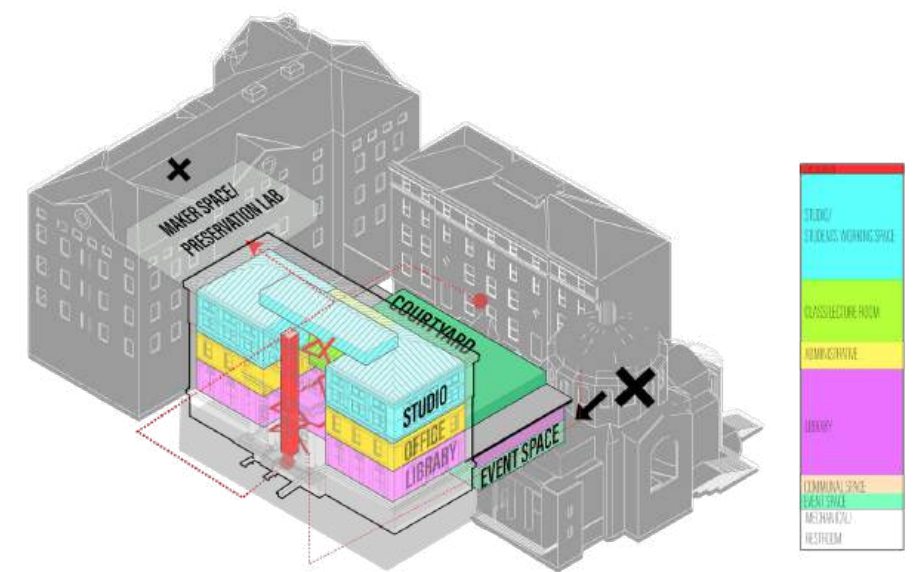 MAKER SPACE/
PRESERVATION LAB
COURTYARD
STUDIO
OFFICE
LIBRARY
EVENT SPACE
STUDIO/
STUDENTS WORKING SPACE
CLASS/LECTURE ROOM
ADMINISTRATIVE
LIBRARY
COMMUNAL SPACE
EVENT SPACE
MECHANICAL/
RESTROOM